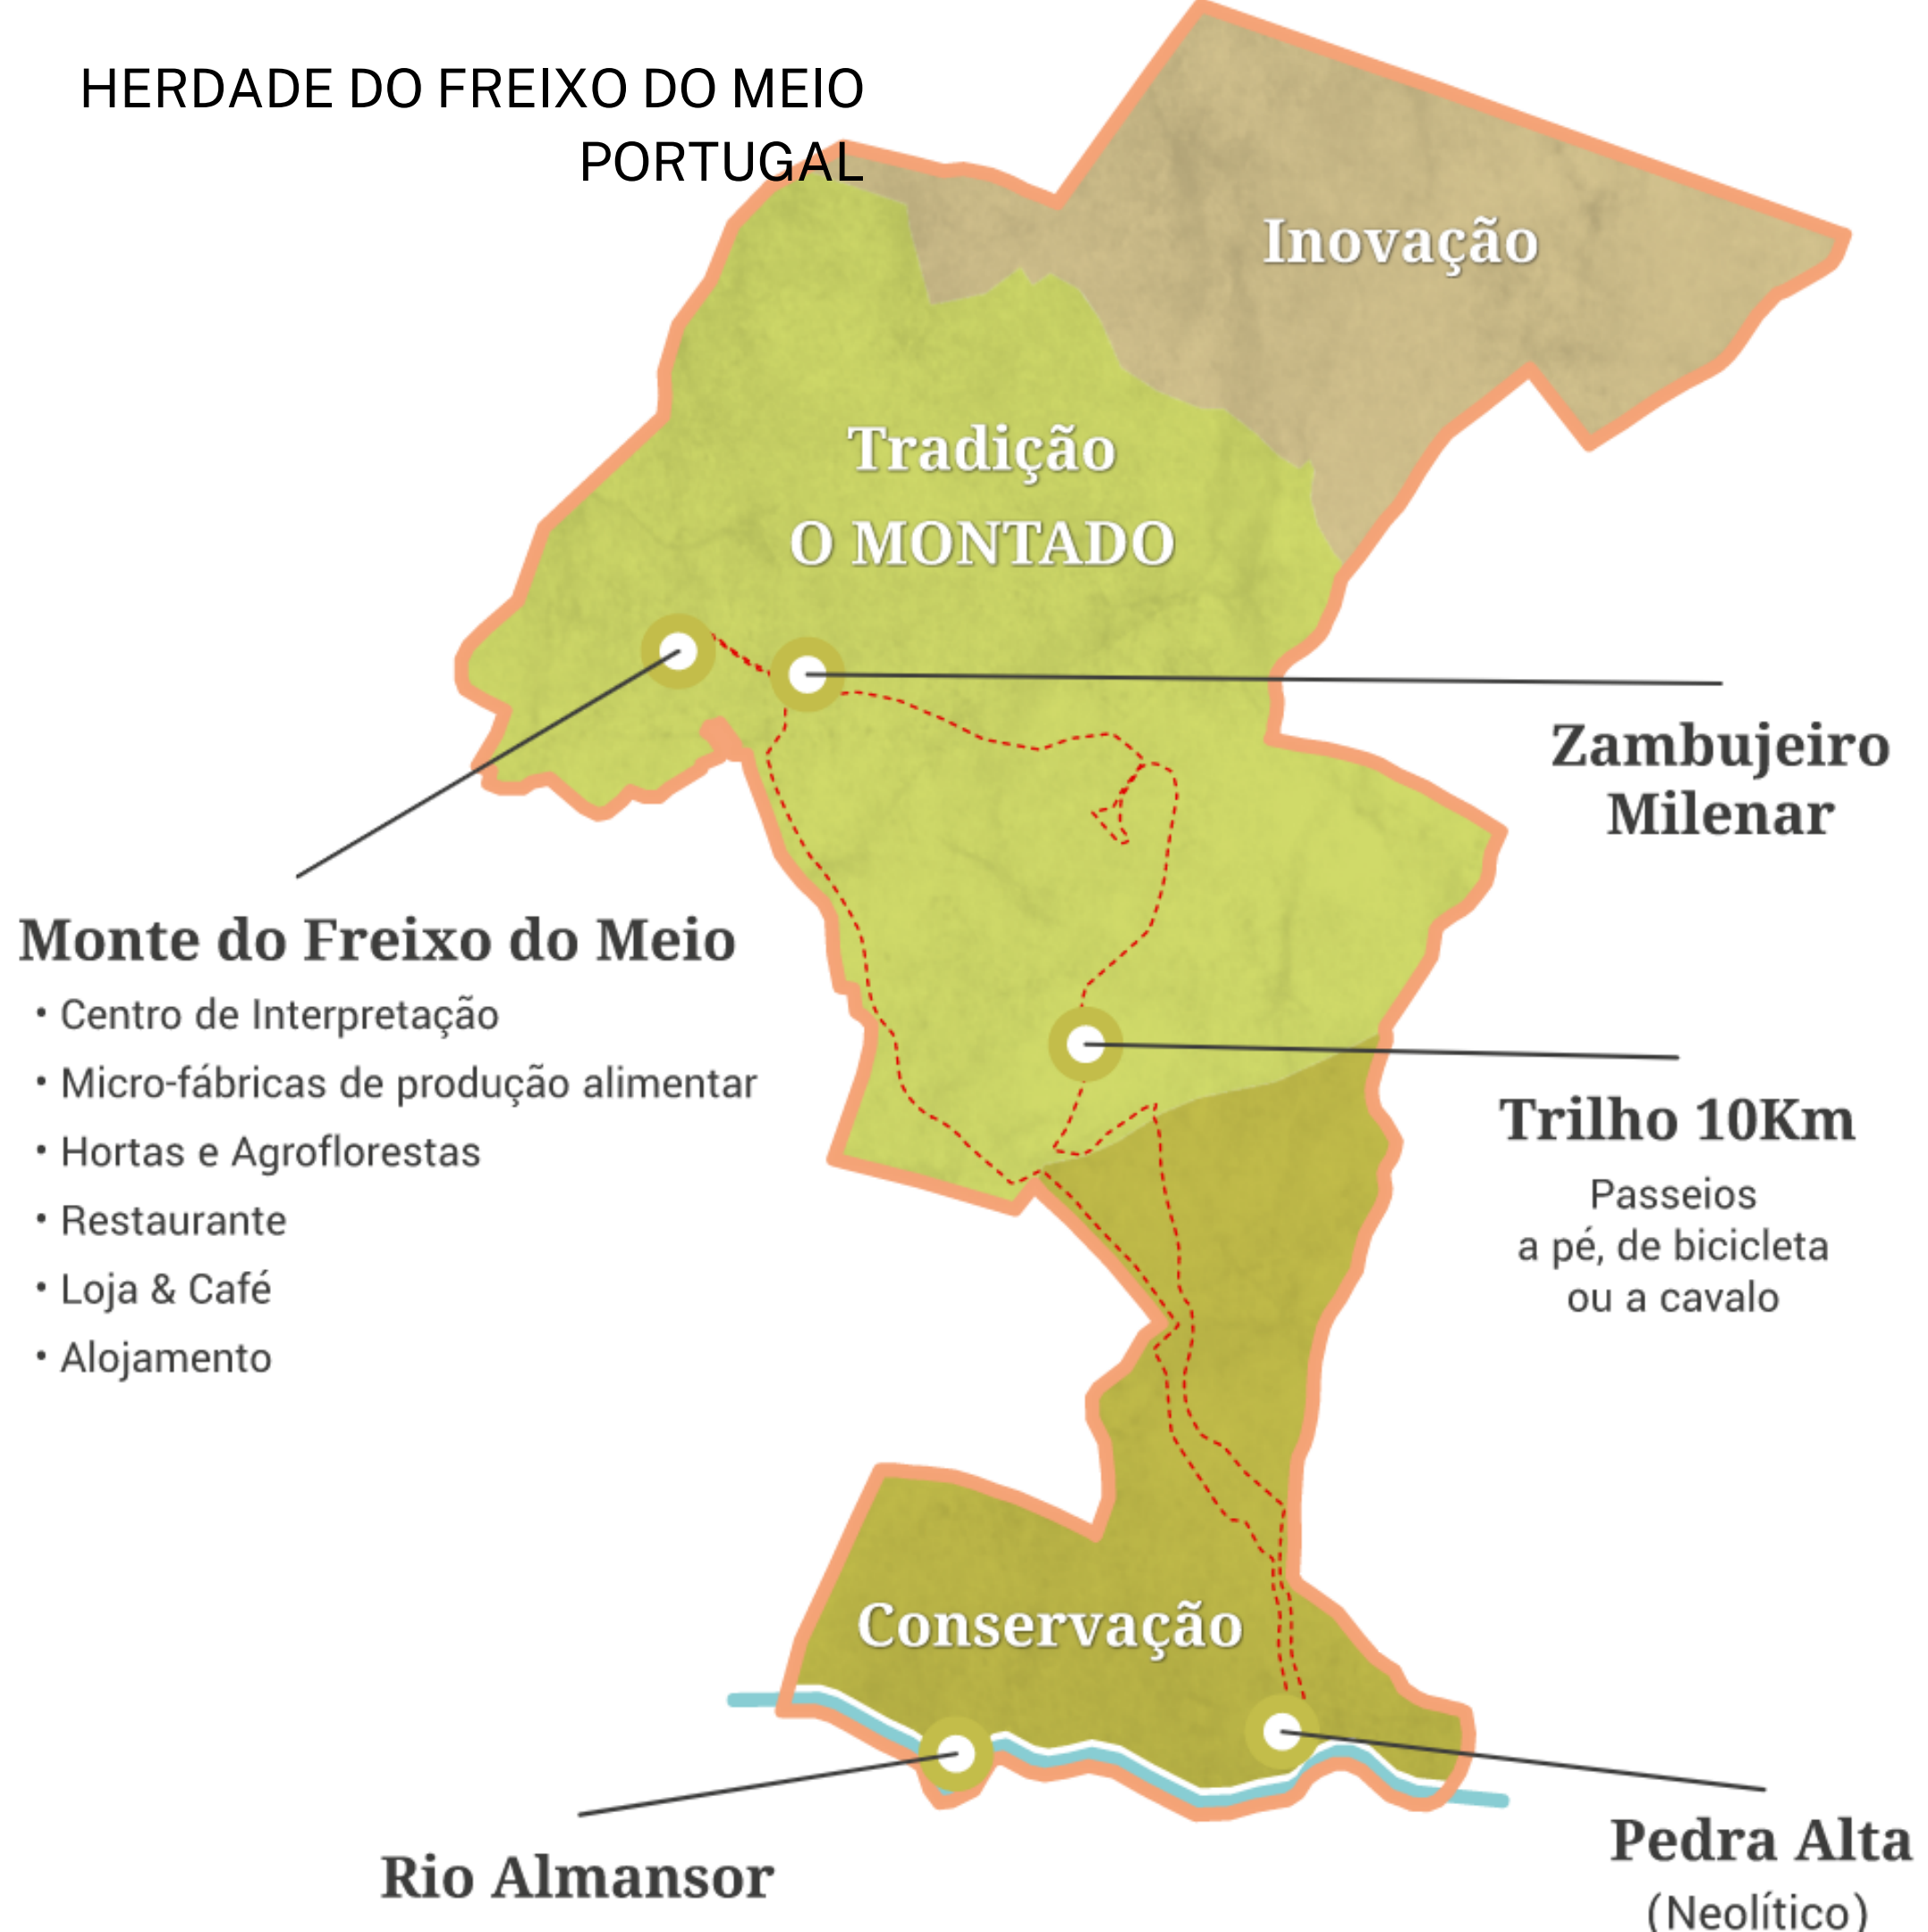 HERDADE DO FREIXO DO MEIO
PORTUGAL
Inovação
Tradição
O MONTADO
Zambujeiro
Milenar
Monte do Freixo do Meio
• Centro de Interpretação
• Micro-fábricas de produção alimentar
• Hortas e Agroflorestas
• Restaurante
• Loja & Café
• Alojamento
Trilho 10Km
Passeios
a pé, de bicicleta
ou a cavalo
Conservação
Rio Almansor
Pedra Alta
(Neolítico)